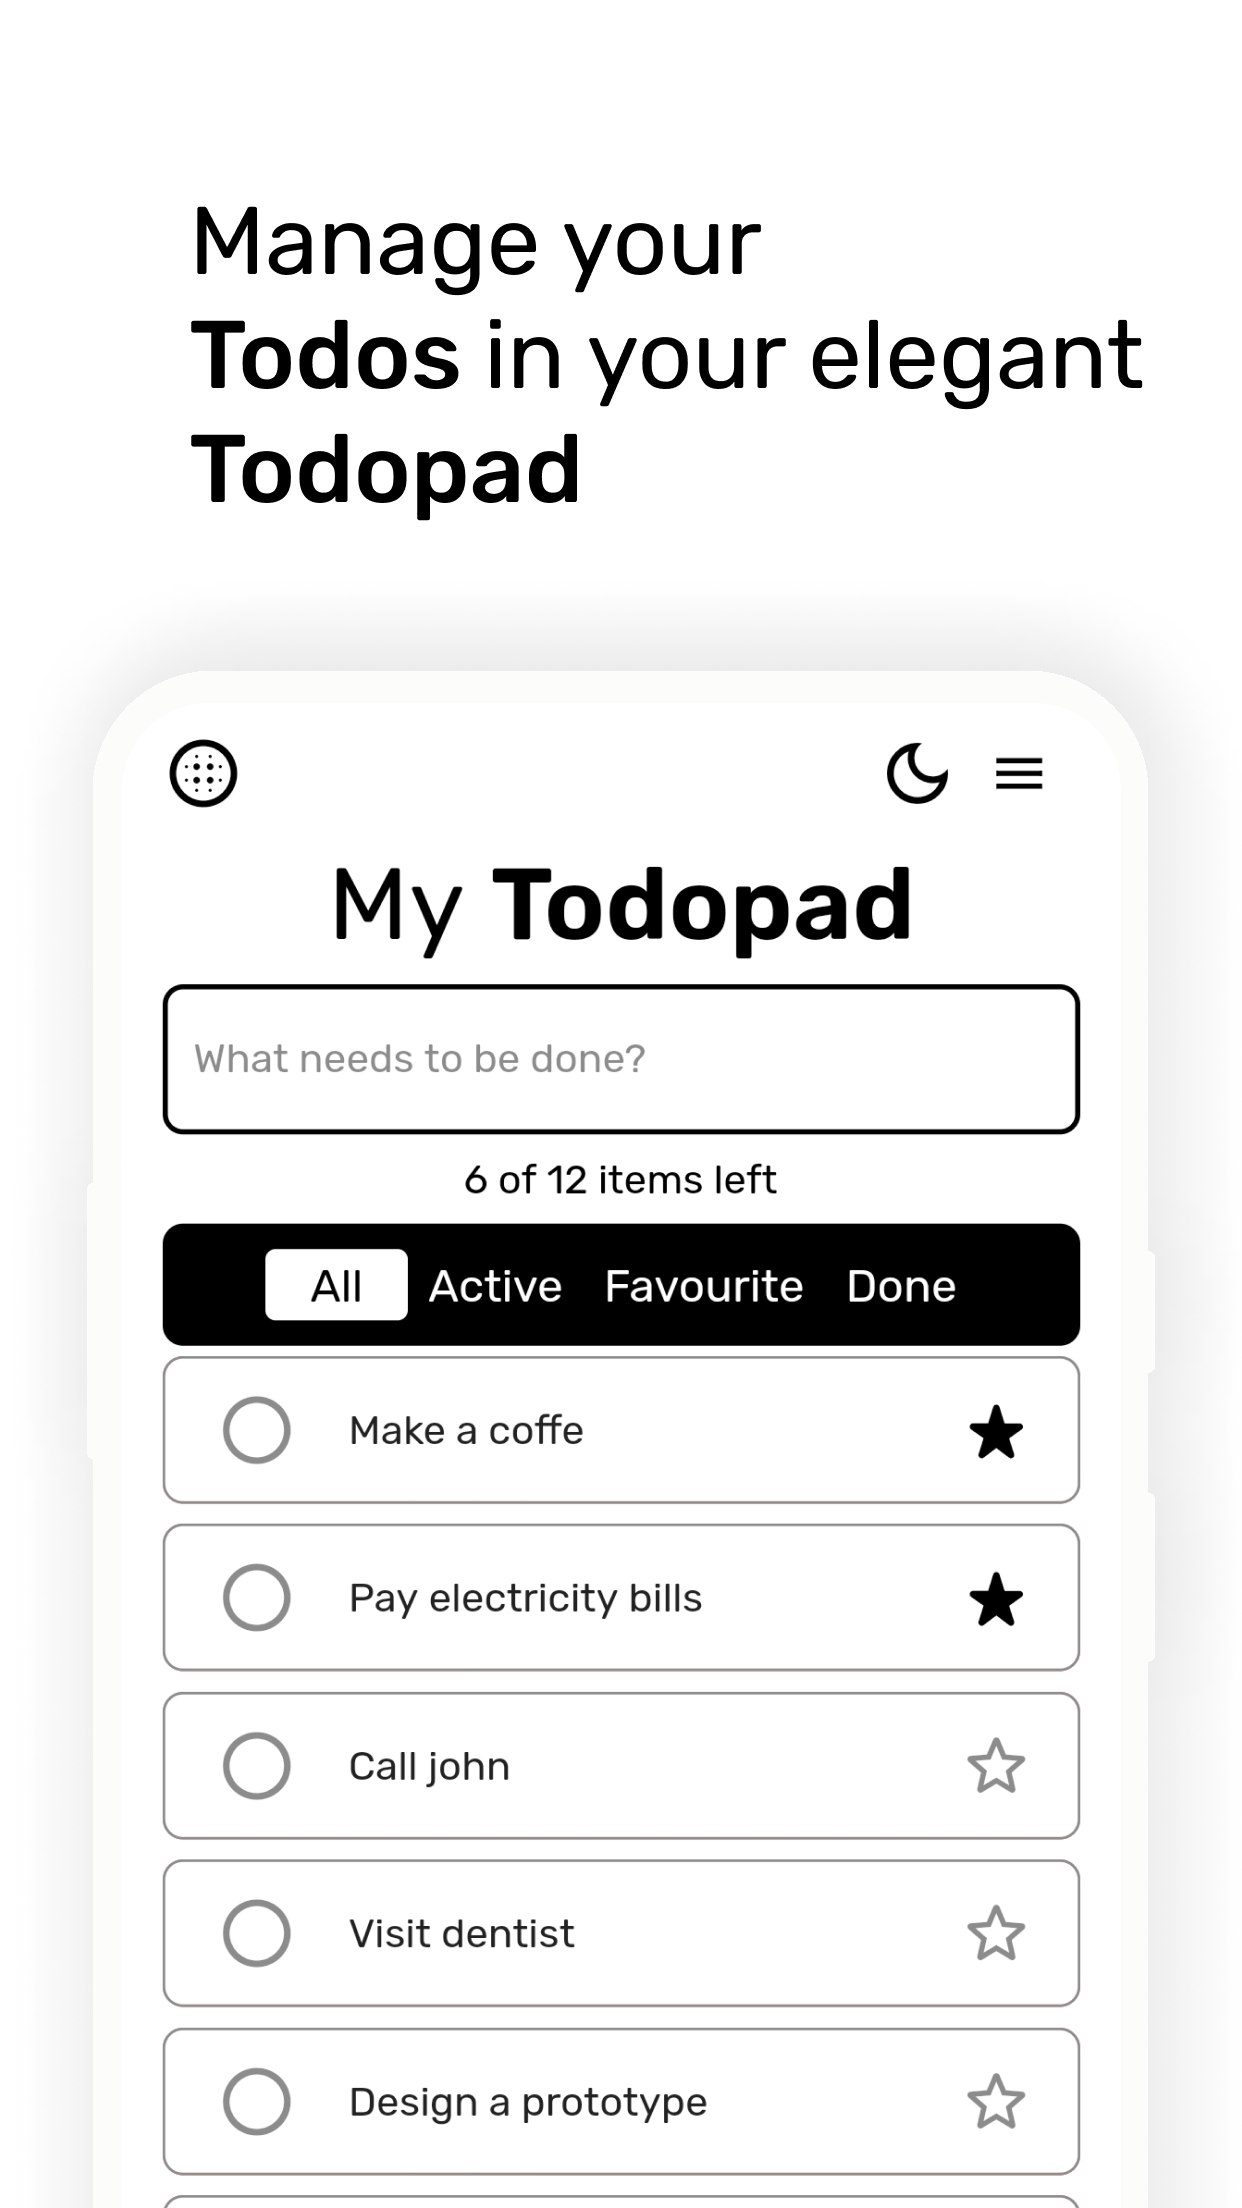 Manage your
Todos in your elegant
Todopad
My Todopad
What needs to be done?
6 of 12 items left
All Active Favourite Done
Make a coffe
Pay electricity bills
Call john
Visit dentist
Design a prototype